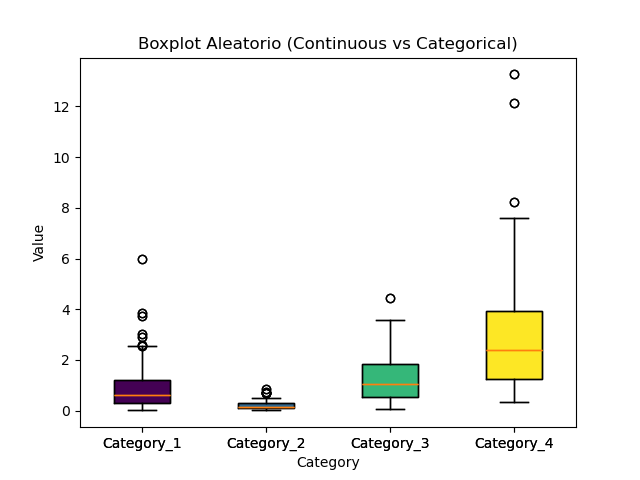 Boxplot Aleatorio (Continuous vs Categorical)
12
10
8
6
4
2
0
Value
Category_1 Category_2 Category_3 Category_4
Category